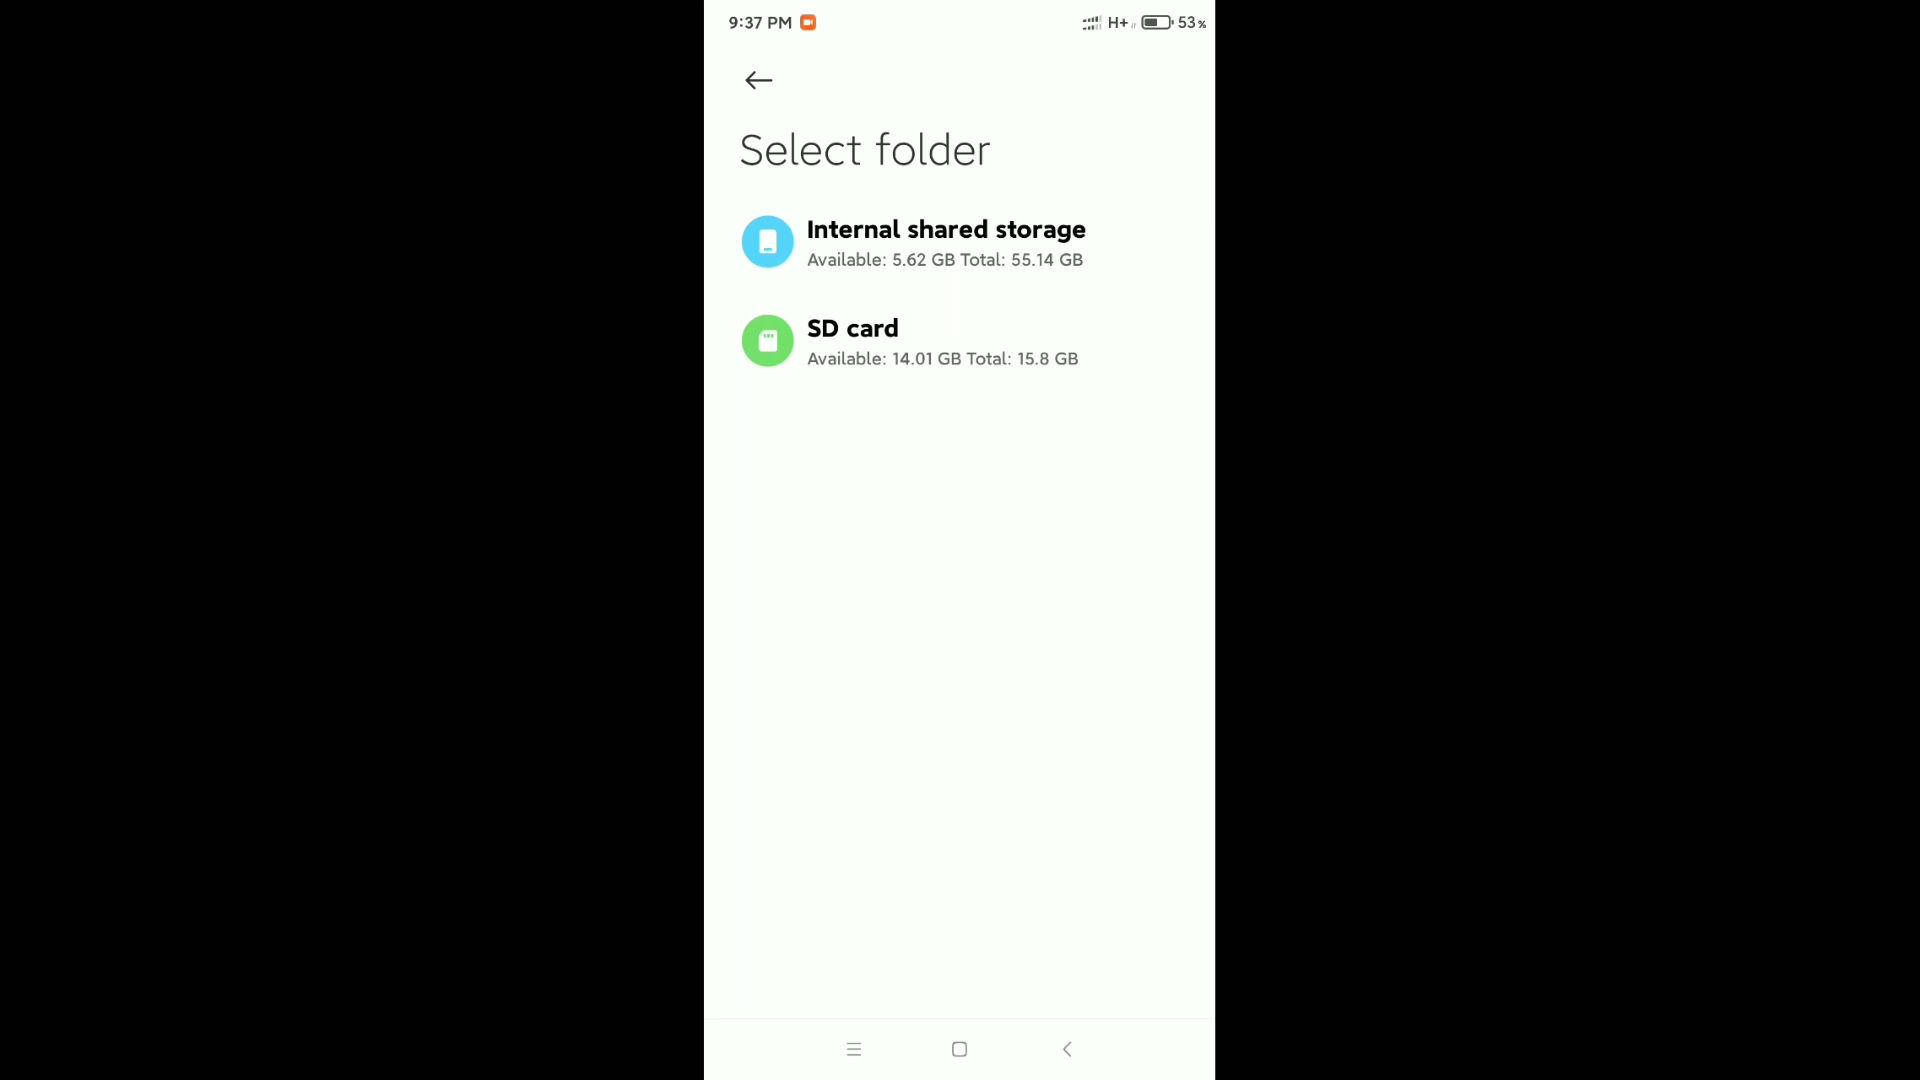 9:37 PM H+ 53%
Select folder
Internal shared storage
Available: 5.62 GB Total: 55.14 GB
SD card
Available: 14.01 GB Total: 15.8 GB